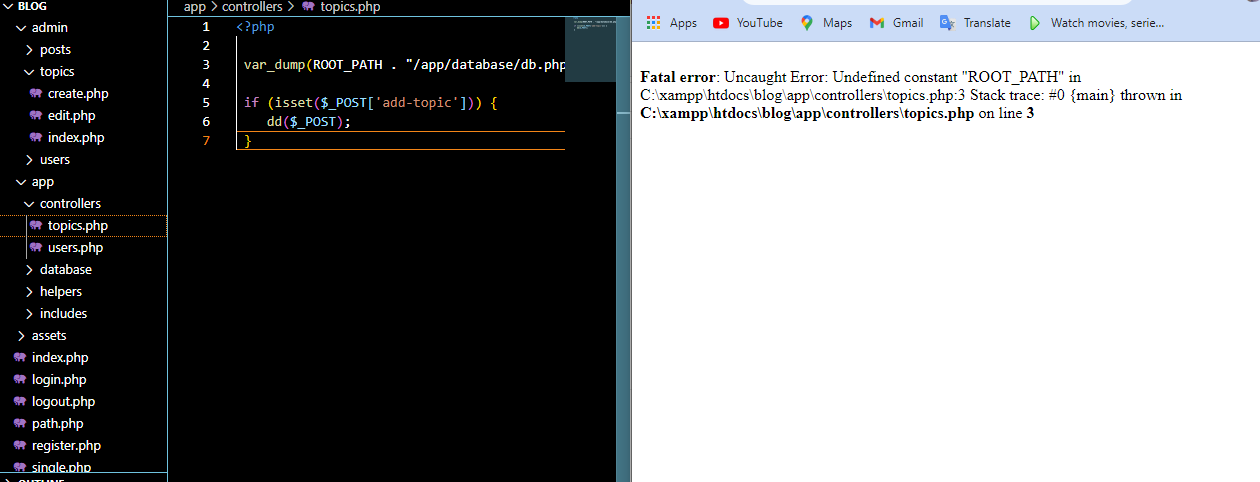 BLOG
admin
posts
topics
create.php
edit.php
index.php
users
app
controllers
topics.php
users.php
database
helpers
includes
assets
index.php
login.php
logout.php
path.php
register.php
single.php
app > controllers > topics.php
1 <?php
2
3 var_dump(ROOT_PATH . "/app/database/db.php
4
5 if (isset($_POST['add-topic'])) {
6 dd($_POST);
7 }
Apps YouTube Maps Gmail Translate Watch movies, serie...
Fatal error: Uncaught Error: Undefined constant "ROOT_PATH" in
C:\xampp\htdocs\blog\app\controllers\topics.php:3 Stack trace: #0 {main} thrown in
C:\xampp\htdocs\blog\app\controllers\topics.php on line 3